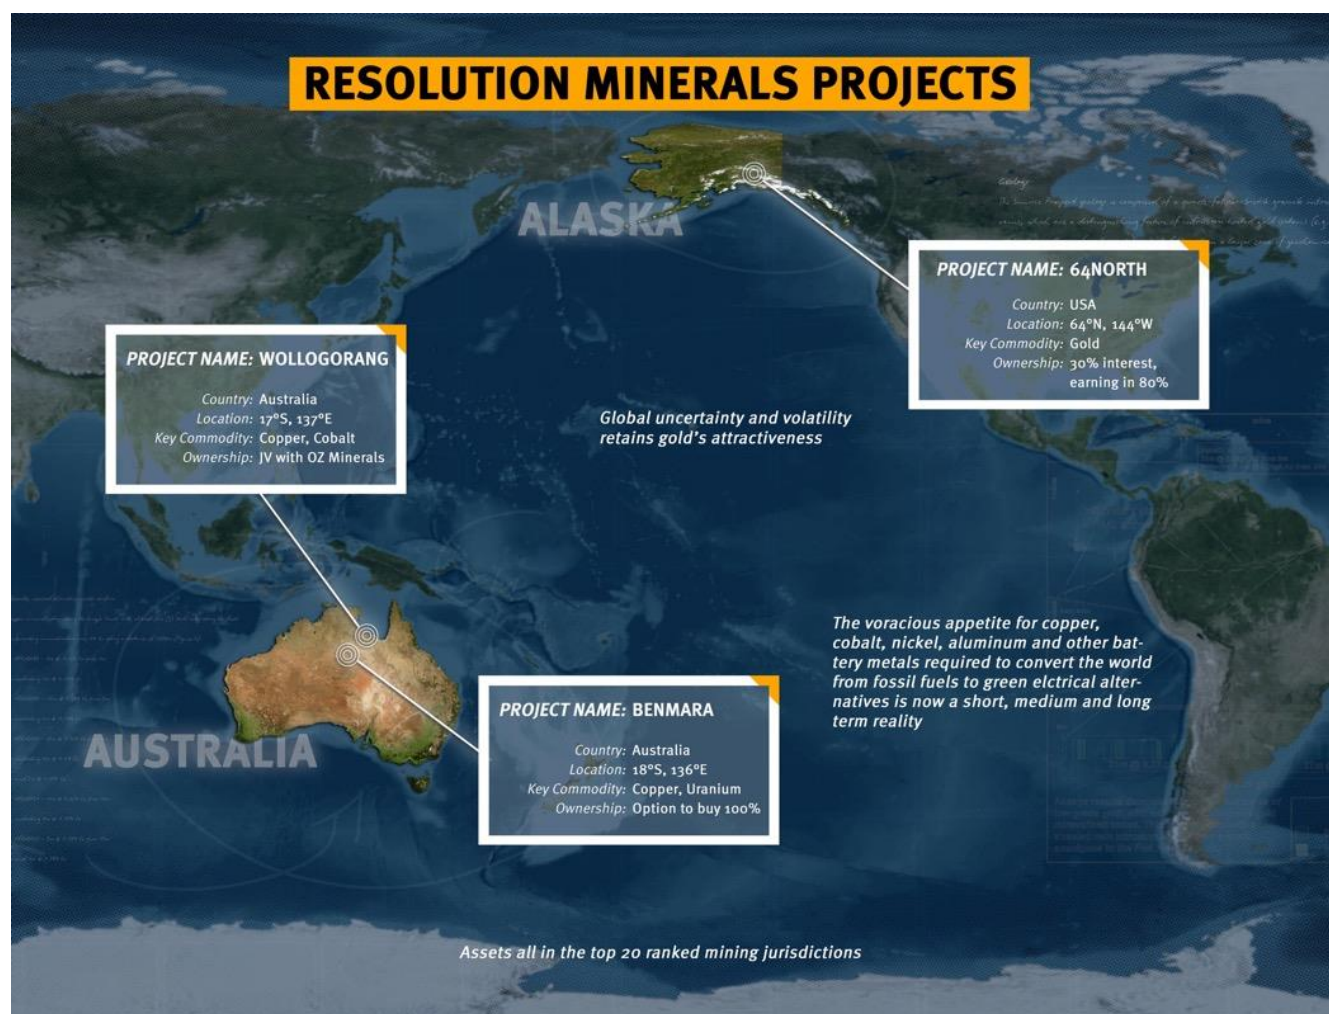 RESOLUTION MINERALS PROJECTS
ALASKA
PROJECT NAME: 64NORTH
Country: USA
Location: 64°N, 144°W
Key Commodity: Gold
Ownership: 30% interest,
earning in 80%
PROJECT NAME: WOLLOGORANG
Country: Australia
Location: 17°S, 137°E
Key Commodity: Copper, Cobalt
Ownership: JV with OZ Minerals
Global uncertainty and volatility
retains gold's attractiveness
The voracious appetite for copper,
cobalt, nickel, aluminum and other bat-
tery metals required to convert the world
from fossil fuels to green elctrical alter-
natives is now a short, medium and long
term reality
AUSTRALIA
PROJECT NAME: BENMARA
Country: Australia
Location: 18°S, 136°E
Key Commodity: Copper, Uranium
Ownership: Option to buy 100%
Assets all in the top 20 ranked mining jurisdictions